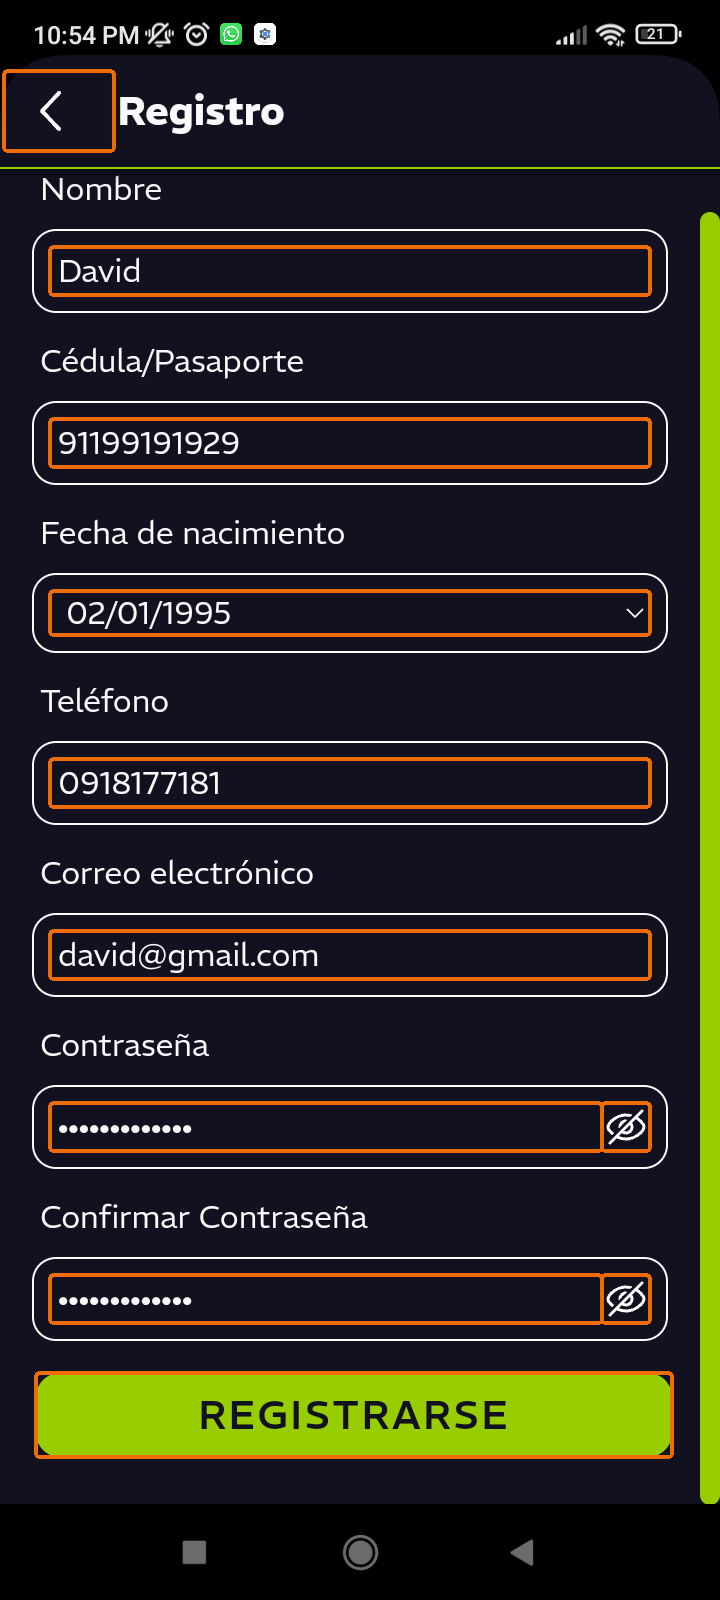 10:54 PM
21
Registro
Nombre
David
Cédula/Pasaporte
91199191929
Fecha de nacimiento
02/01/1995
Teléfono
0918177181
Correo electrónico
david@gmail.com
Contraseña
•••••••••••••
Confirmar Contraseña
•••••••••••••
REGISTRARSE